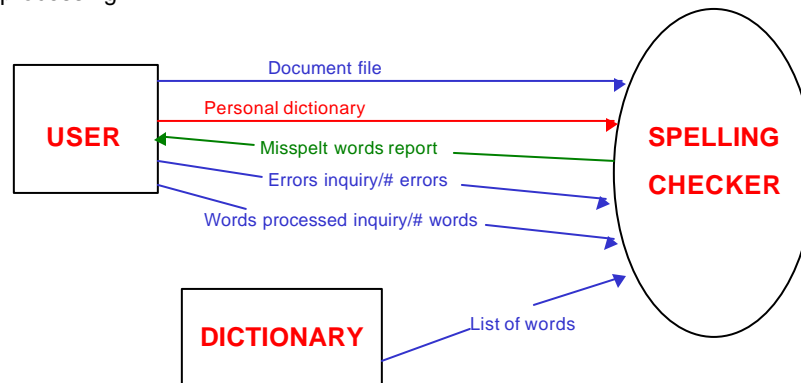 Document file
Personal dictionary
USER
SPELLING
CHECKER
Misspelt words report
Errors inquiry/# errors
Words processed inquiry/# words
DICTIONARY
List of words